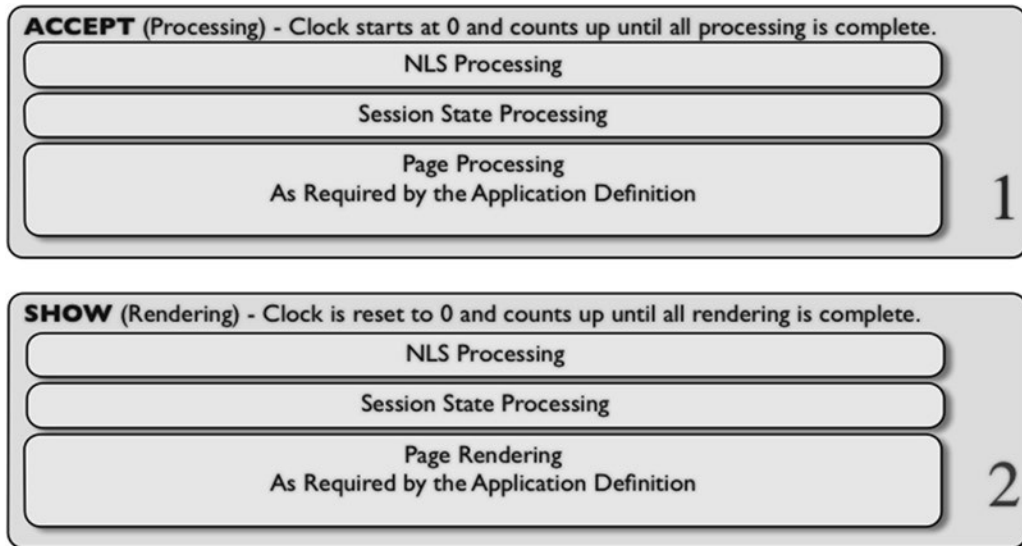 ACCEPT (Processing) - Clock starts at 0 and counts up until all processing is complete.
NLS Processing
Session State Processing
Page Processing
As Required by the Application Definition
1
SHOW (Rendering) - Clock is reset to 0 and counts up until all rendering is complete.
NLS Processing
Session State Processing
Page Rendering
As Required by the Application Definition
2